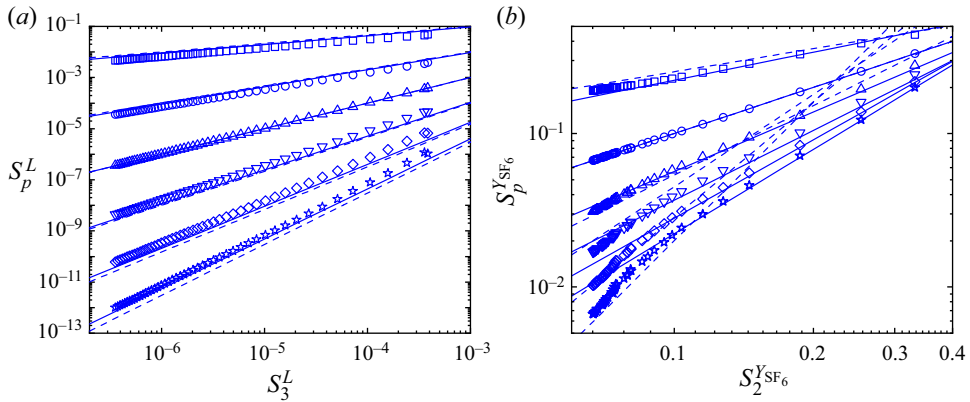 (a)
10^{-1}
10^{-3}
10^{-5}
10^{-7}
10^{-9}
10^{-11}
10^{-13}
S_p^L
10^{-6} 10^{-5} 10^{-4} 10^{-3}
S_3^L
(b)
10^{-1}
10^{-2}
S_p^{Y_{SF_6}}
0.1 0.2 0.3 0.4
S_2^{Y_{SF_6}}